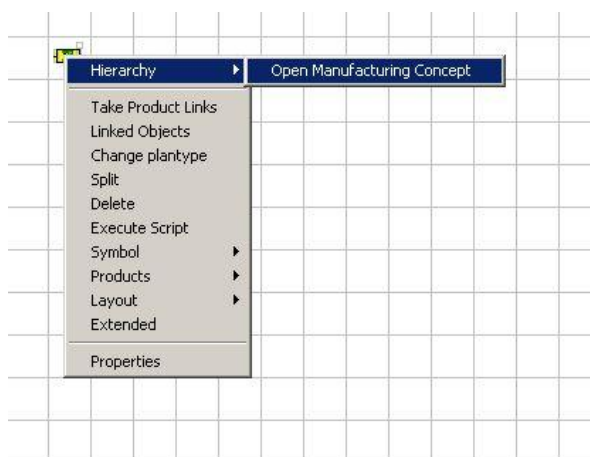 Hierarchy
Open Manufacturing Concept
Take Product Links
Linked Objects
Change plantype
Split
Delete
Execute Script
Symbol
Products
Layout
Extended
Properties